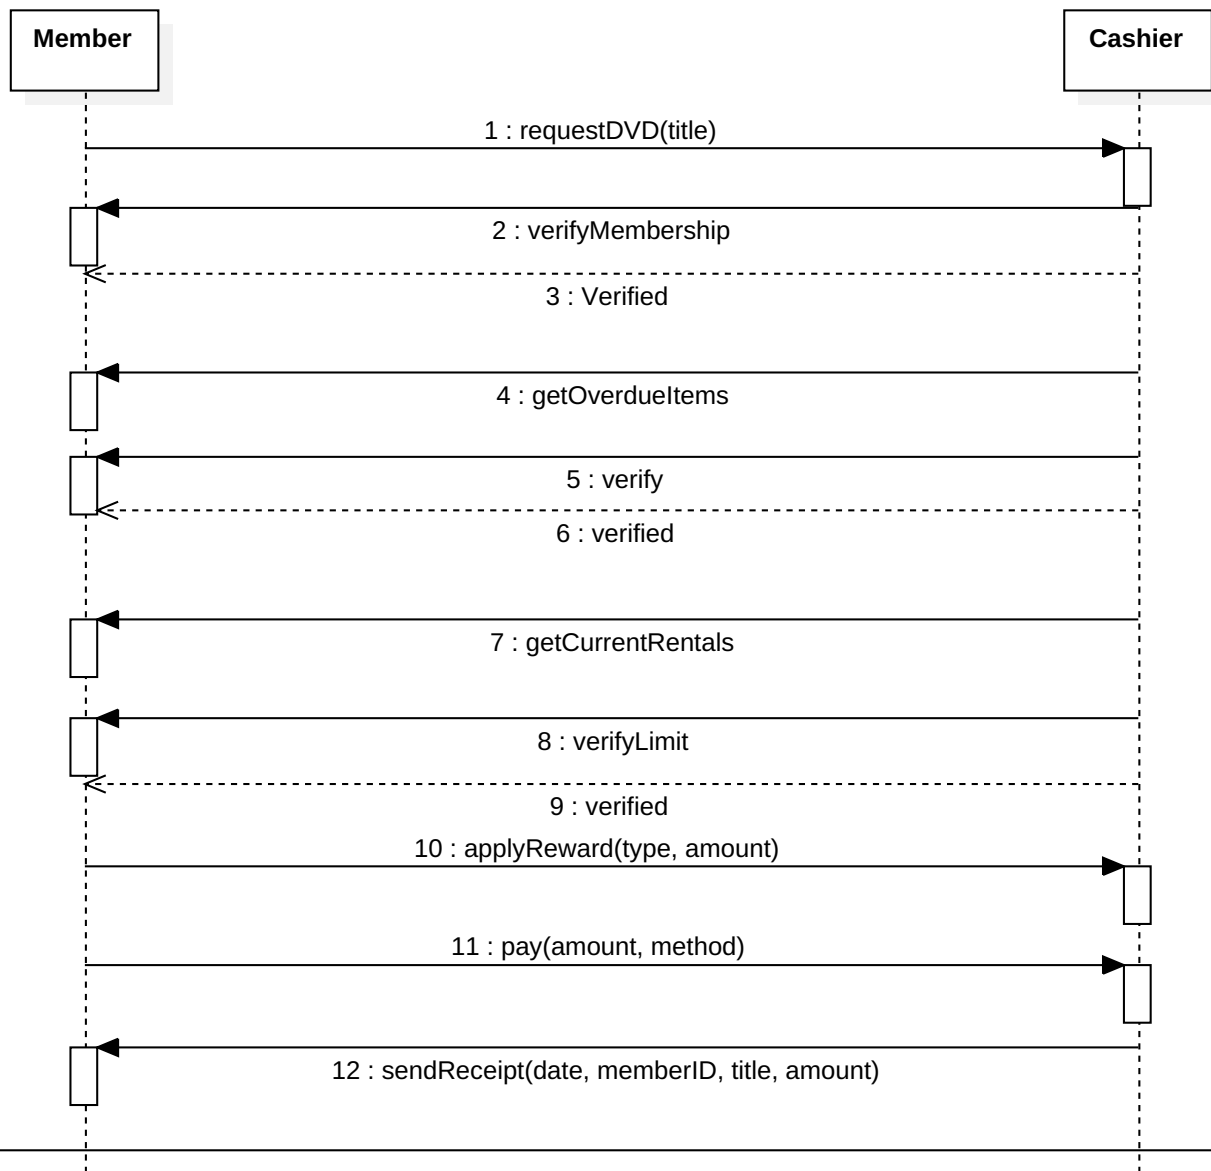 Member
Cashier
1 : requestDVD(title)
2 : verifyMembership
3 : Verified
4 : getOverdueItems
5 : verify
6 : verified
7 : getCurrentRentals
8 : verifyLimit
9 : verified
10 : applyReward(type, amount)
11 : pay(amount, method)
12 : sendReceipt(date, memberID, title, amount)